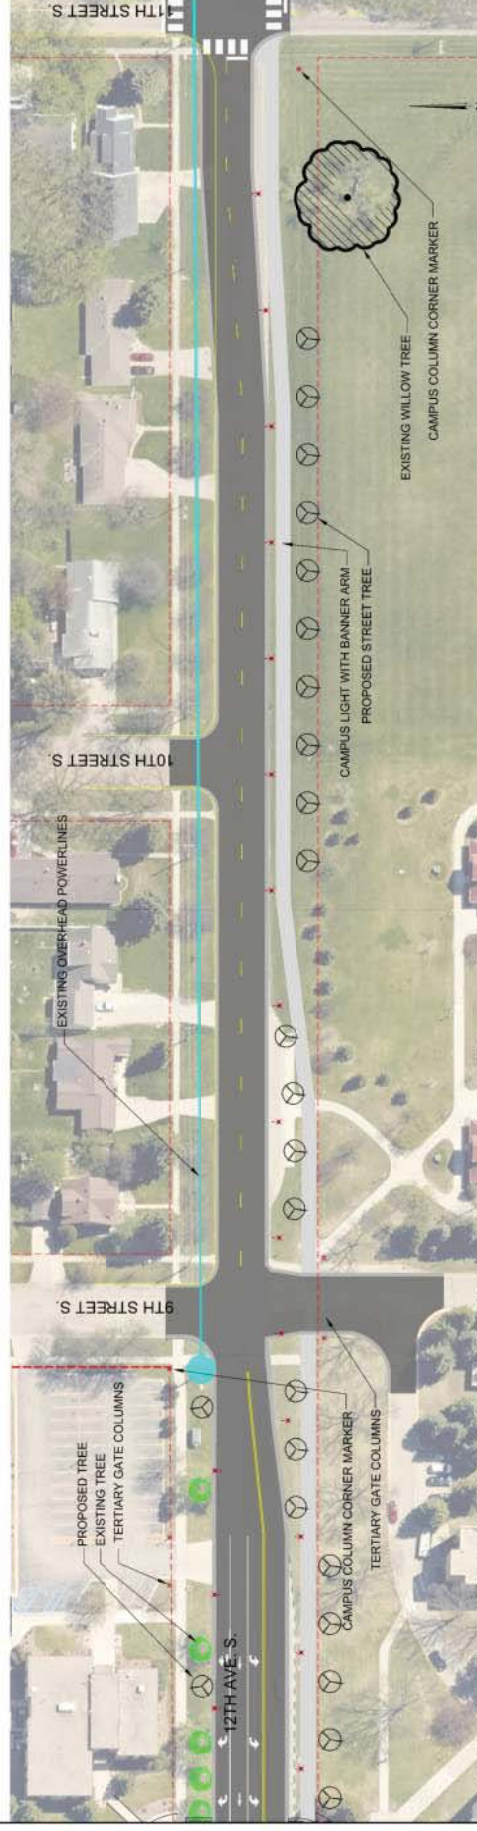 11TH STREET S.
CAMPUS COLUMN CORNER MARKER
EXISTING WILLOW TREE
PROPOSED STREET TREE
CAMPUS LIGHT WITH BANNER ARM
10TH STREET S.
EXISTING OVERHEAD POWERLINES
9TH STREET S.
PROPOSED TREE
EXISTING TREE
TERTIARY GATE COLUMNS
CAMPUS COLUMN CORNER MARKER
TERTIARY GATE COLUMNS
12TH AVE. S.